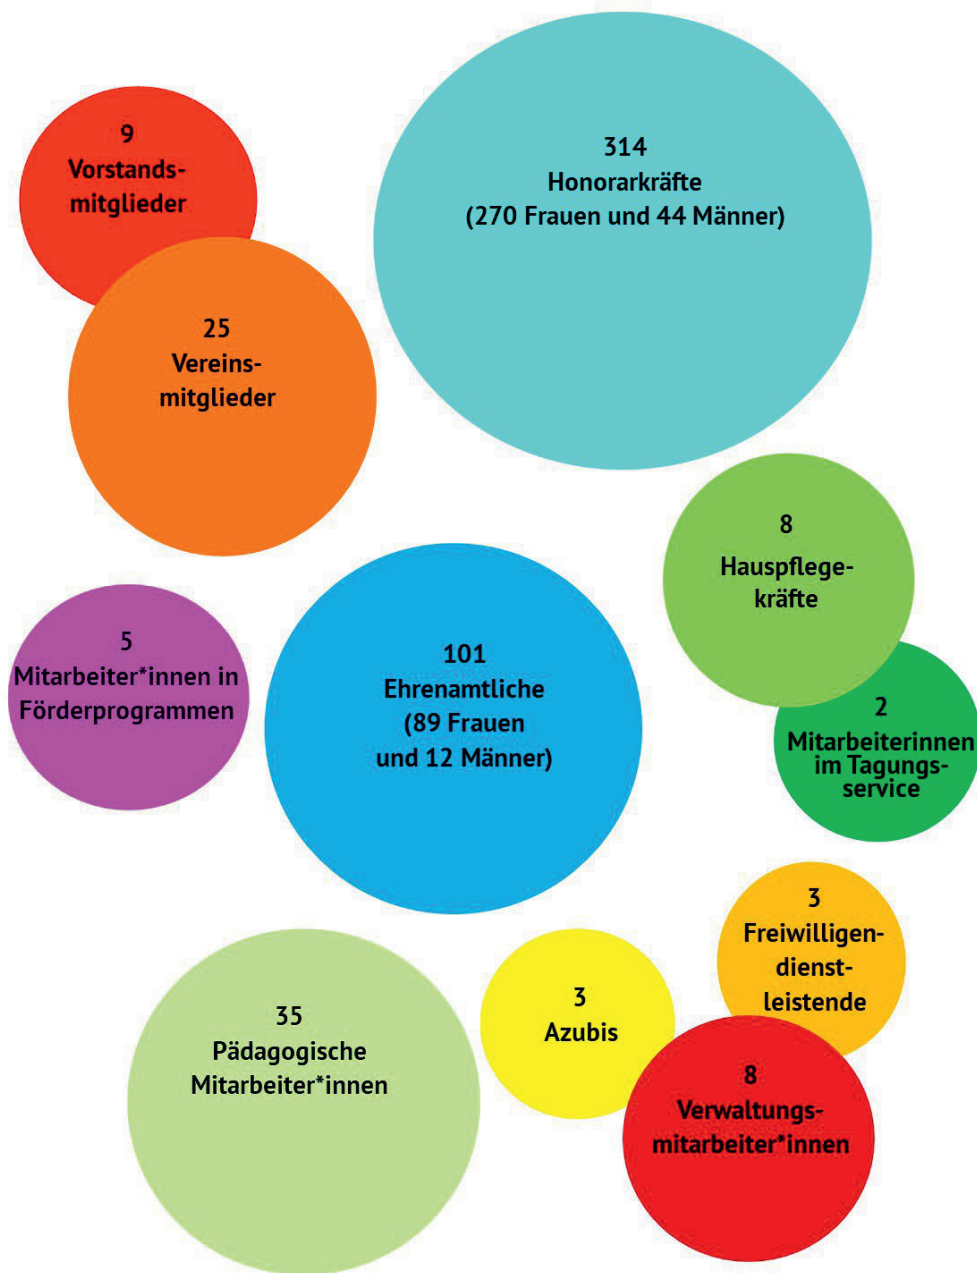 9
Vorstands-
mitglieder
314
Honorarkräfte
(270 Frauen und 44 Männer)
25
Vereins-
mitglieder
8
Hauspflege-
kräfte
5
Mitarbeiter*innen in
Förderprogrammen
101
Ehrenamtliche
(89 Frauen
und 12 Männer)
2
Mitarbeiterinnen
im Tagungs-
service
3
Freiwilligen-
dienst-
leistende
35
Pädagogische
Mitarbeiter*innen
3
Azubis
8
Verwaltungs-
mitarbeiter*innen